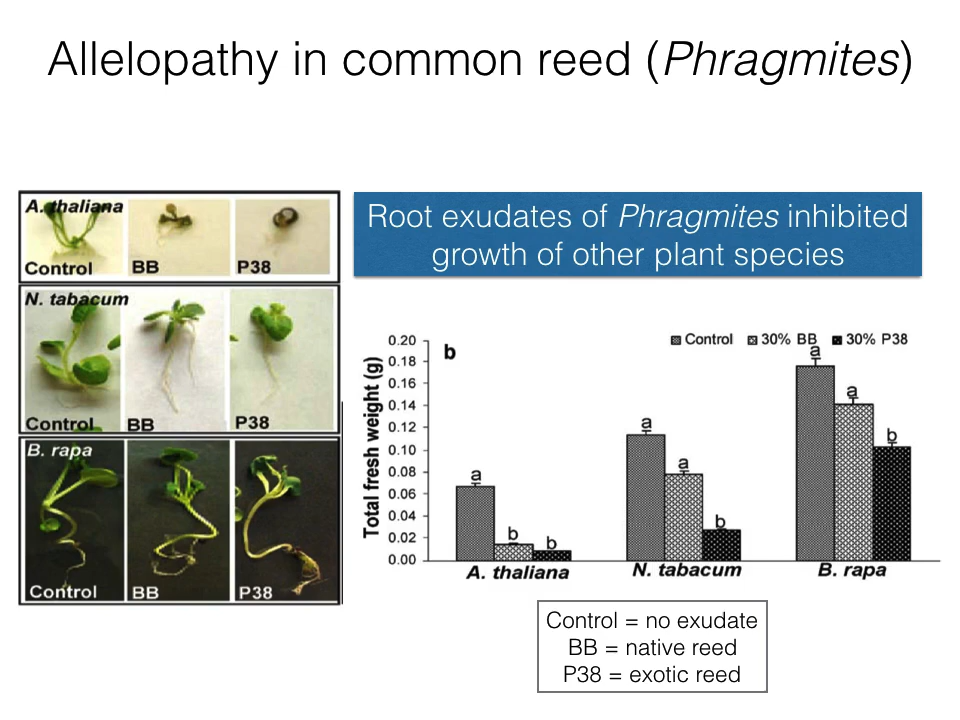 Allelopathy in common reed (Phragmites)
A. thaliana
Control BB P38
N. tabacum
Control BB P38
B. rapa
Control BB P38
Root exudates of Phragmites inhibited
growth of other plant species
b
Control 30% BB 30% P38
Total fresh weight (g)
0.20
0.18
0.16
0.14
0.12
0.10
0.08
0.06
0.04
0.02
0.00
a b b
a a b
a a b
A. thaliana N. tabacum B. rapa
Control = no exudate
BB = native reed
P38 = exotic reed